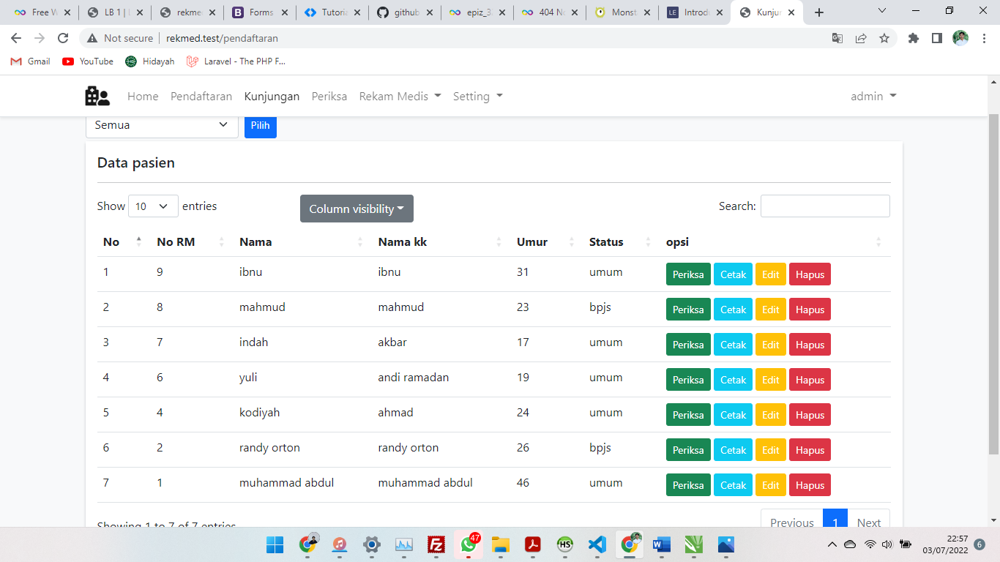 Free W
LB 1 |
rekme
Forms
Tutoria
github
epiz_3
404 No
Monst
LE Introdu
Kunjun
Not secure rekmed.test/pendaftaran
Gmail YouTube Hidayah Laravel - The PHP F...
Home Pendaftaran Kunjungan Periksa Rekam Medis Setting admin
Semua Pilih
Data pasien
Show 10 entries Column visibility Search:
No No RM Nama Nama kk Umur Status opsi
1 9 ibnu ibnu 31 umum Periksa Cetak Edit Hapus
2 8 mahmud mahmud 23 bpjs Periksa Cetak Edit Hapus
3 7 indah akbar 17 umum Periksa Cetak Edit Hapus
4 6 yuli andi ramadan 19 umum Periksa Cetak Edit Hapus
5 4 kodiyah ahmad 24 umum Periksa Cetak Edit Hapus
6 2 randy orton randy orton 26 bpjs Periksa Cetak Edit Hapus
7 1 muhammad abdul muhammad abdul 46 umum Periksa Cetak Edit Hapus
Showing 1 to 7 of 7 entries Previous 1 Next
47
HS
22:57
03/07/2022
6